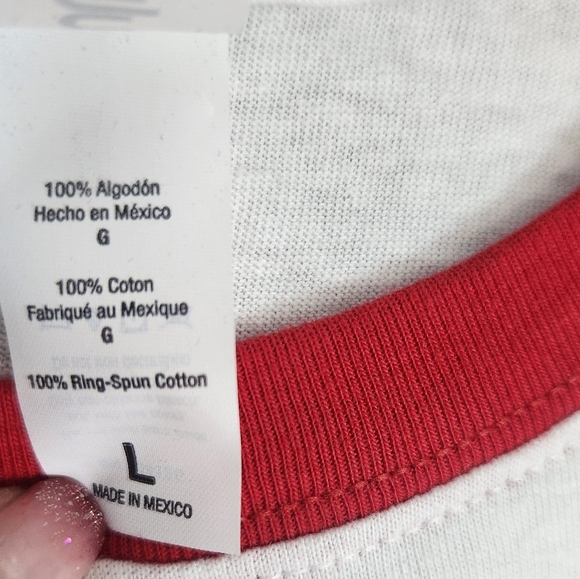 100% Algodón
Hecho en México
G
100% Coton
Fabriqué au Mexique
G
100% Ring-Spun Cotton
L
MADE IN MEXICO